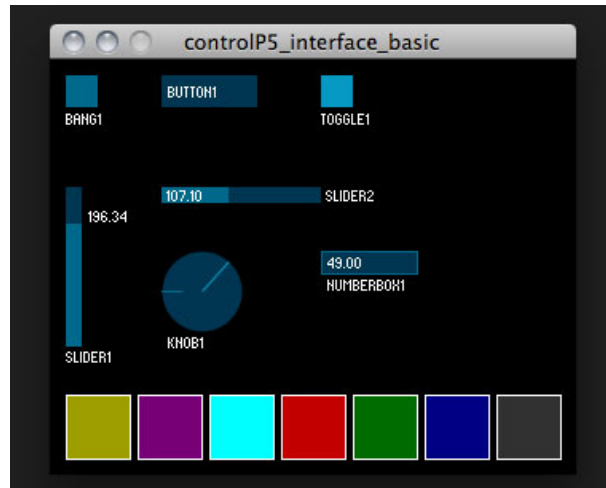 controlP5_interface_basic
BUTTON1
BANG1
TOGGLE1
107.10
SLIDER2
196.34
49.00
NUMBERBOX1
KNOB1
SLIDER1